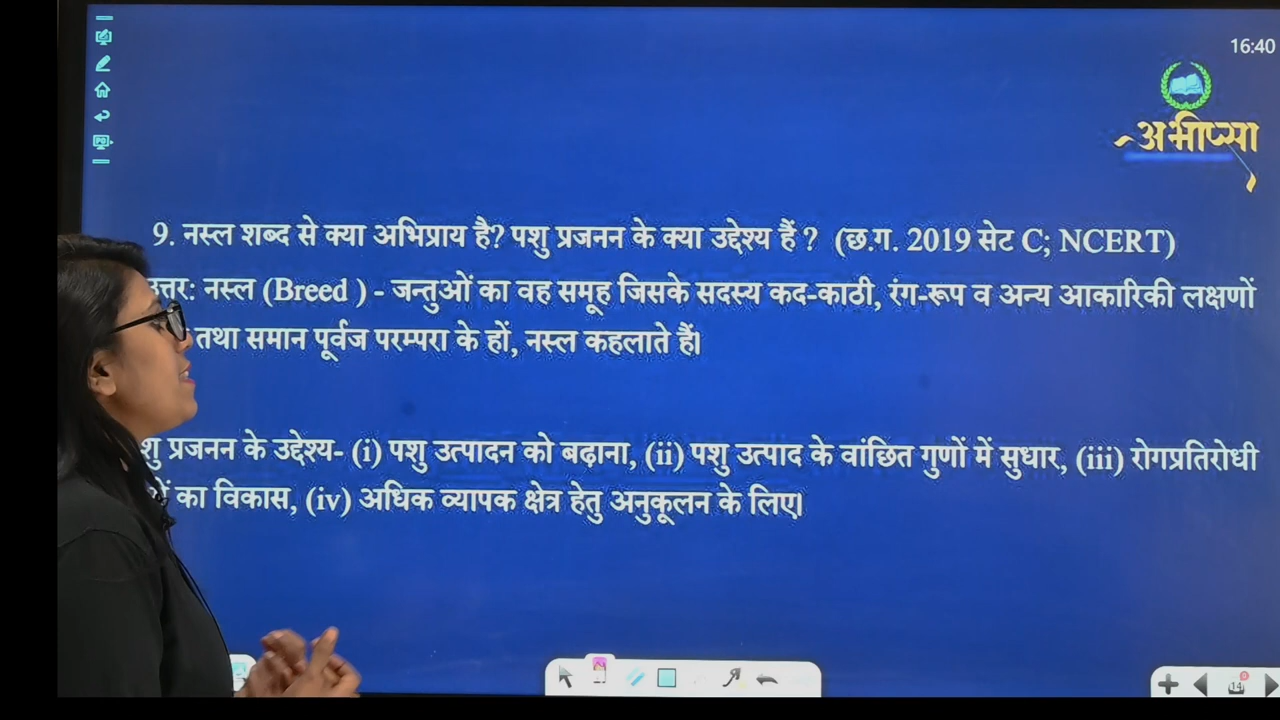 16:40
अभीप्सा
9. नस्ल शब्द से क्या अभिप्राय है? पशु प्रजनन के क्या उद्देश्य हैं ? (छ.ग. 2019 सेट C; NCERT)
उत्तर: नस्ल (Breed ) - जन्तुओं का वह समूह जिसके सदस्य कद-काठी, रंग-रूप व अन्य आकारिकी लक्षणों
तथा समान पूर्वज परम्परा के हों, नस्ल कहलाते हैं।
प्रजनन के उद्देश्य- (i) पशु उत्पादन को बढ़ाना, (ii) पशु उत्पाद के वांछित गुणों में सुधार, (iii) रोगप्रतिरोधी
का विकास, (iv) अधिक व्यापक क्षेत्र हेतु अनुकूलन के लिए।
14